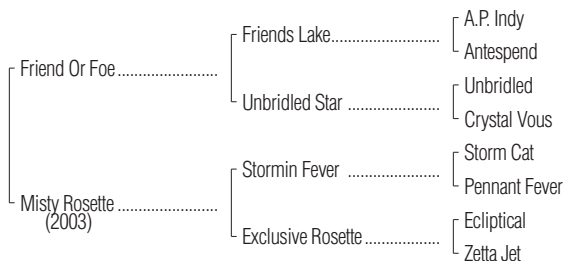 A.P. Indy
Friends Lake
Antespend
Friend Or Foe
Unbridled
Unbridled Star
Crystal Vous
Storm Cat
Stormin Fever
Pennant Fever
Misty Rosette
(2003)
Ecliptical
Exclusive Rosette
Zetta Jet